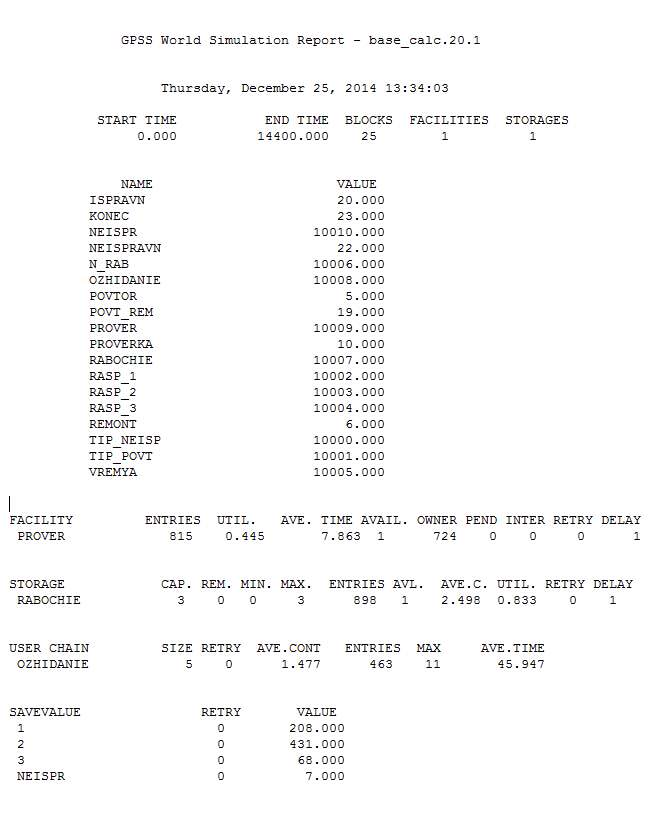 GPSS World Simulation Report - base_calc.20.1
Thursday, December 25, 2014 13:34:03
START TIME END TIME BLOCKS FACILITIES STORAGES
0.000 14400.000 25 1 1
NAME VALUE
ISPRAVN 20.000
KONEC 23.000
NEISPR 10010.000
NEISPRAVN 22.000
N_RAB 10006.000
OZHIDANIE 10008.000
POVTOR 5.000
POVT_REM 19.000
PROVER 10009.000
PROVERKA 10.000
RABOCHIE 10007.000
RASP_1 10002.000
RASP_2 10003.000
RASP_3 10004.000
REMONT 6.000
TIP_NEISP 10000.000
TIP_POVT 10001.000
VREMYA 10005.000
FACILITY ENTRIES UTIL. AVE. TIME AVAIL. OWNER PEND INTER RETRY DELAY
PROVER 815 0.445 7.863 1 724 0 0 0 1
STORAGE CAP. REM. MIN. MAX. ENTRIES AVL. AVE.C. UTIL. RETRY DELAY
RABOCHIE 3 0 0 3 898 1 2.498 0.833 0 1
USER CHAIN SIZE RETRY AVE.CONT ENTRIES MAX AVE.TIME
OZHIDANIE 5 0 1.477 463 11 45.947
SAVEVALUE RETRY VALUE
1 0 208.000
2 0 431.000
3 0 68.000
NEISPR 0 7.000